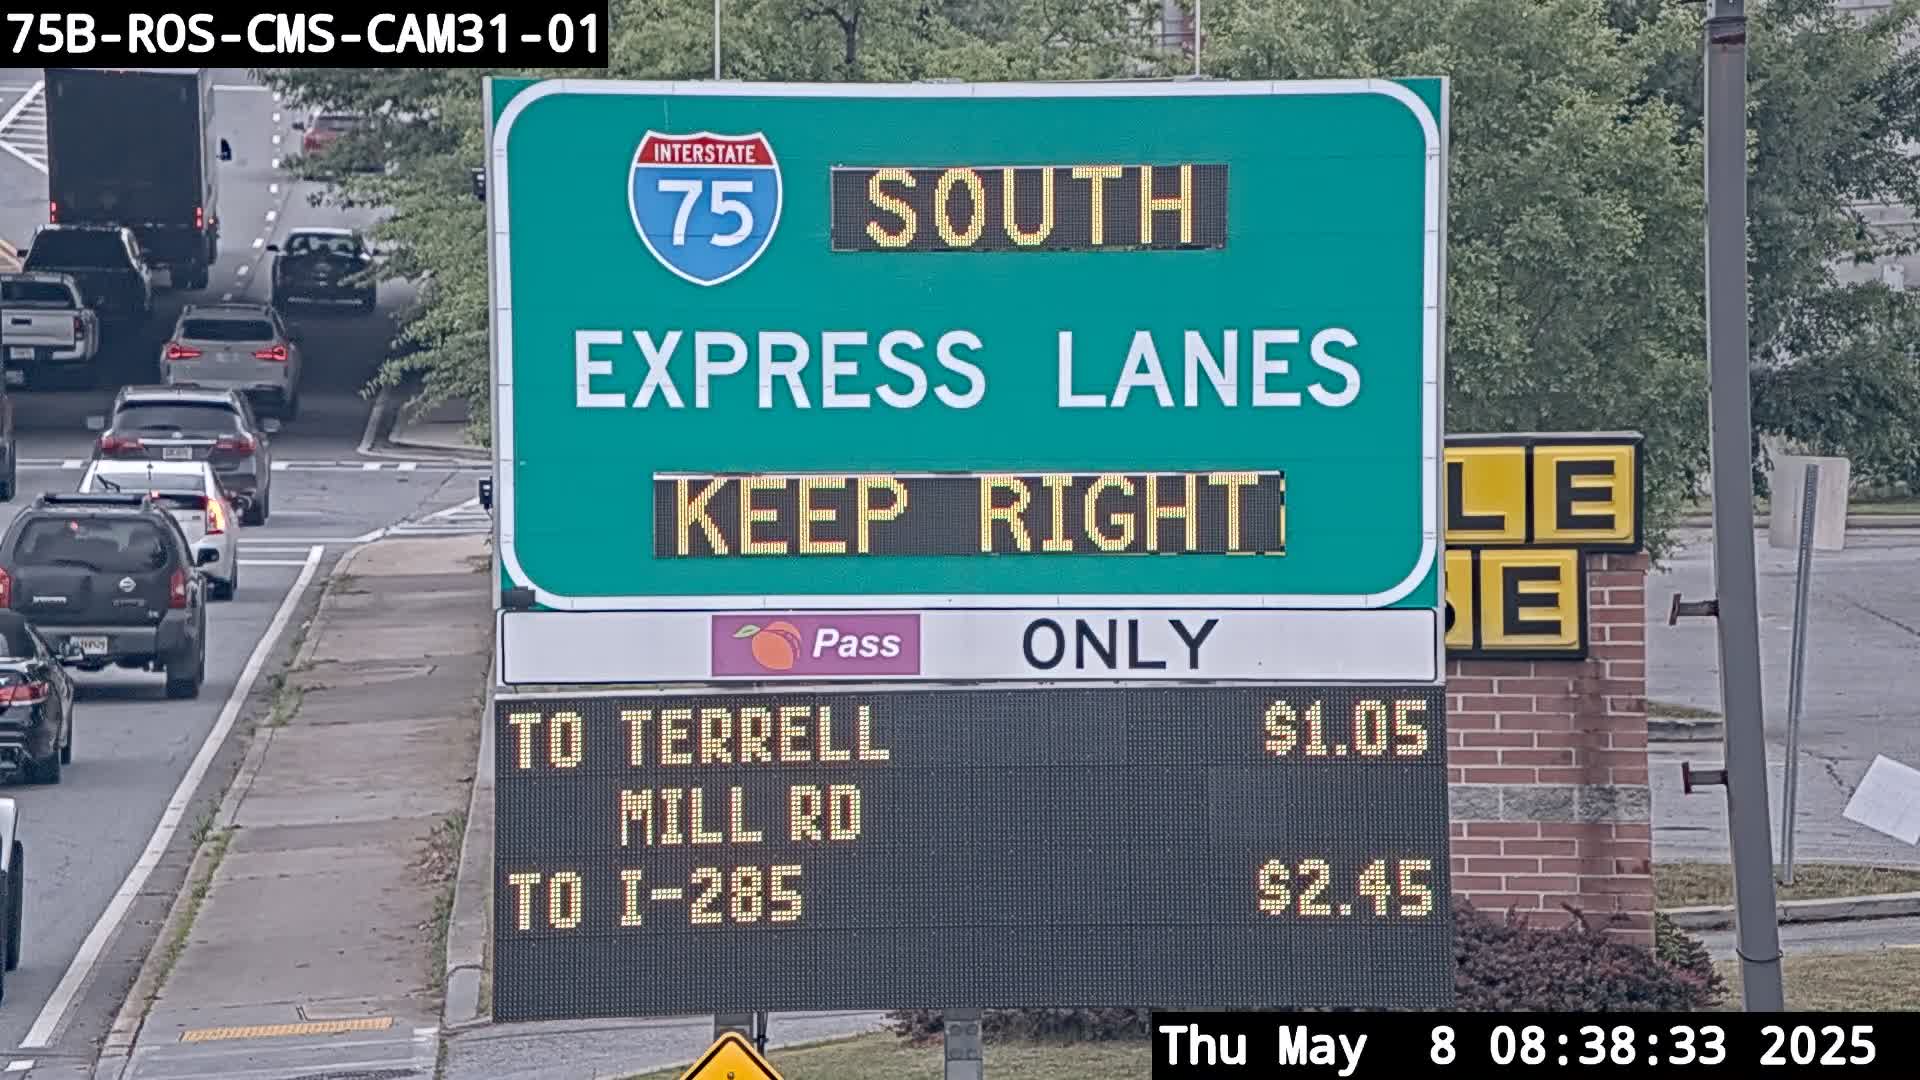 75B-ROS-CMS-CAM31-01
INTERSTATE
75
SOUTH
EXPRESS LANES
KEEP RIGHT
Pass ONLY
TO TERRELL $1.05
MILL RD
TO I-285 $2.45
LE
E
Thu May 8 08:38:33 2025